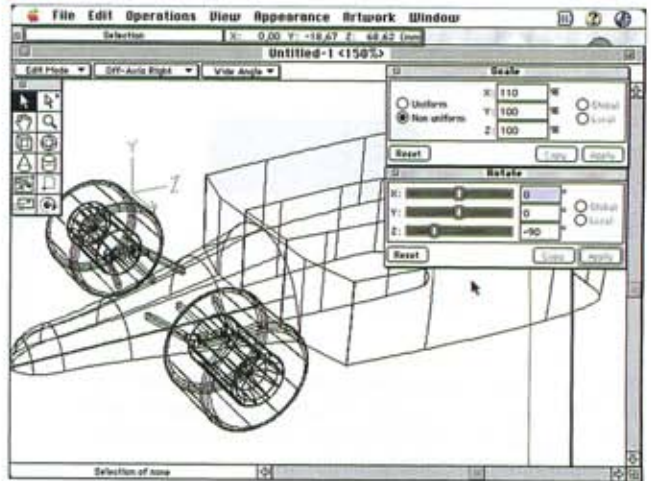 File Edit Operations View Appearance Artwork Window
Selection X: 0,00 Y: -18,67 Z: 68,62 (mm)
Untitled-1 <150%>
Edit Mode Off-Axis Right Wide Angle
Scale
Uniform
Non uniform
X: 110 %
Y: 100 %
Z: 100 %
Global
Local
Reset Copy Apply
Rotate
X: 0 °
Y: 0 °
Z: -90 °
Global
Local
Reset Copy Apply
Y
Z
Selection of none